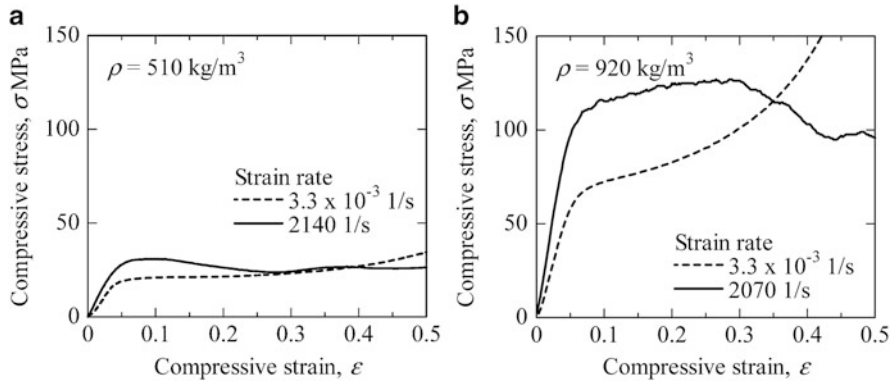 a
150
100
50
0
Compressive stress, σ MPa
ρ = 510 kg/m³
Strain rate
3.3 x 10⁻³ 1/s
2140 1/s
0 0.1 0.2 0.3 0.4 0.5
Compressive strain, ε
b
150
100
50
0
Compressive stress, σ MPa
ρ = 920 kg/m³
Strain rate
3.3 x 10⁻³ 1/s
2070 1/s
0 0.1 0.2 0.3 0.4 0.5
Compressive strain, ε